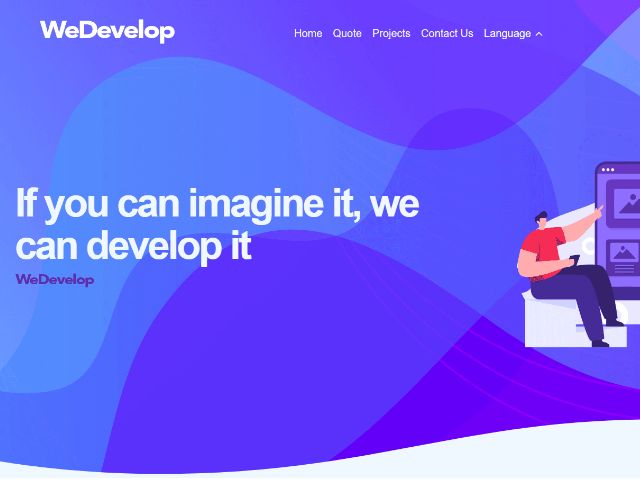 WeDevelop
Home Quote Projects Contact Us Language
If you can imagine it, we
can develop it
WeDevelop